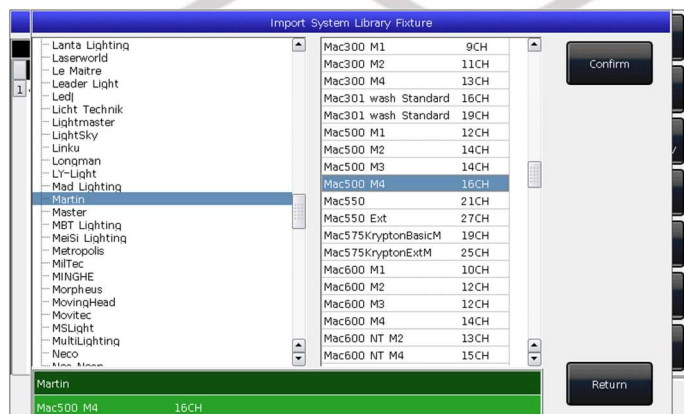 Import System Library Fixture
Lanta Lighting
Laserworld
Le Maitre
Leader Light
Led|
Licht Technik
Lightmaster
LightSky
Linku
Longman
LY-Light
Mad Lighting
Martin
Master
MBT Lighting
MeiSi Lighting
Metropolis
MilTec
MINGHE
Morpheus
MovingHead
Movitec
MSLight
MultiLighting
Neco
Mac300 M1 9CH
Mac300 M2 11CH
Mac300 M4 13CH
Mac301 wash Standard 16CH
Mac301 wash Standard 19CH
Mac500 M1 12CH
Mac500 M2 14CH
Mac500 M3 14CH
Mac500 M4 16CH
Mac550 21CH
Mac550 Ext 27CH
Mac575KryptonBasicM 19CH
Mac575KryptonExtM 25CH
Mac600 M1 10CH
Mac600 M2 12CH
Mac600 M3 12CH
Mac600 M4 14CH
Mac600 NT M2 13CH
Mac600 NT M4 15CH
Confirm
Return
1
Martin
Mac500 M4 16CH